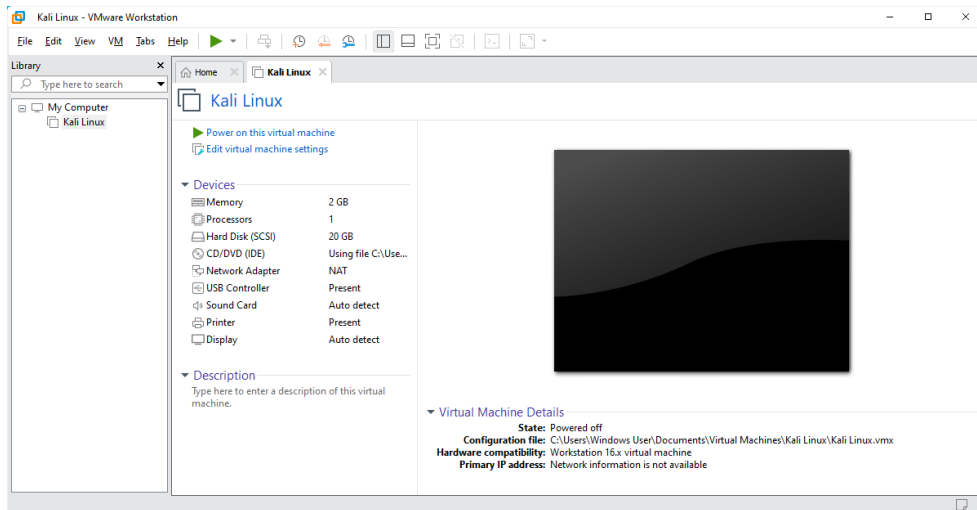 Kali Linux - VMware Workstation
File Edit View VM Tabs Help
Library
Type here to search
My Computer
Kali Linux
Home Kali Linux
Kali Linux
Power on this virtual machine
Edit virtual machine settings
Devices
Memory 2 GB
Processors 1
Hard Disk (SCSI) 20 GB
CD/DVD (IDE) Using file C:\Use...
Network Adapter NAT
USB Controller Present
Sound Card Auto detect
Printer Present
Display Auto detect
Description
Type here to enter a description of this virtual
machine.
Virtual Machine Details
State: Powered off
Configuration file: C:\Users\Windows User\Documents\Virtual Machines\Kali Linux\Kali Linux.vmx
Hardware compatibility: Workstation 16.x virtual machine
Primary IP address: Network information is not available